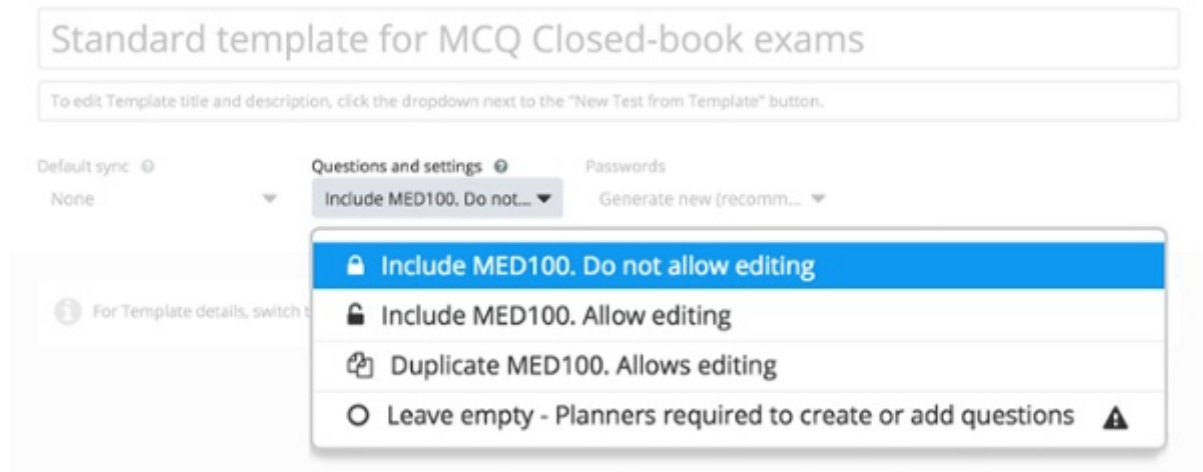 Standard template for MCQ Closed-book exams
To edit Template title and description, click the dropdown next to the "New Test from Template" button.
Default sync
Questions and settings
Passwords
None
Include MED100. Do not...
Generate new (recomm...
Include MED100. Do not allow editing
For Template details, switch
Include MED100. Allow editing
Duplicate MED100. Allows editing
Leave empty - Planners required to create or add questions